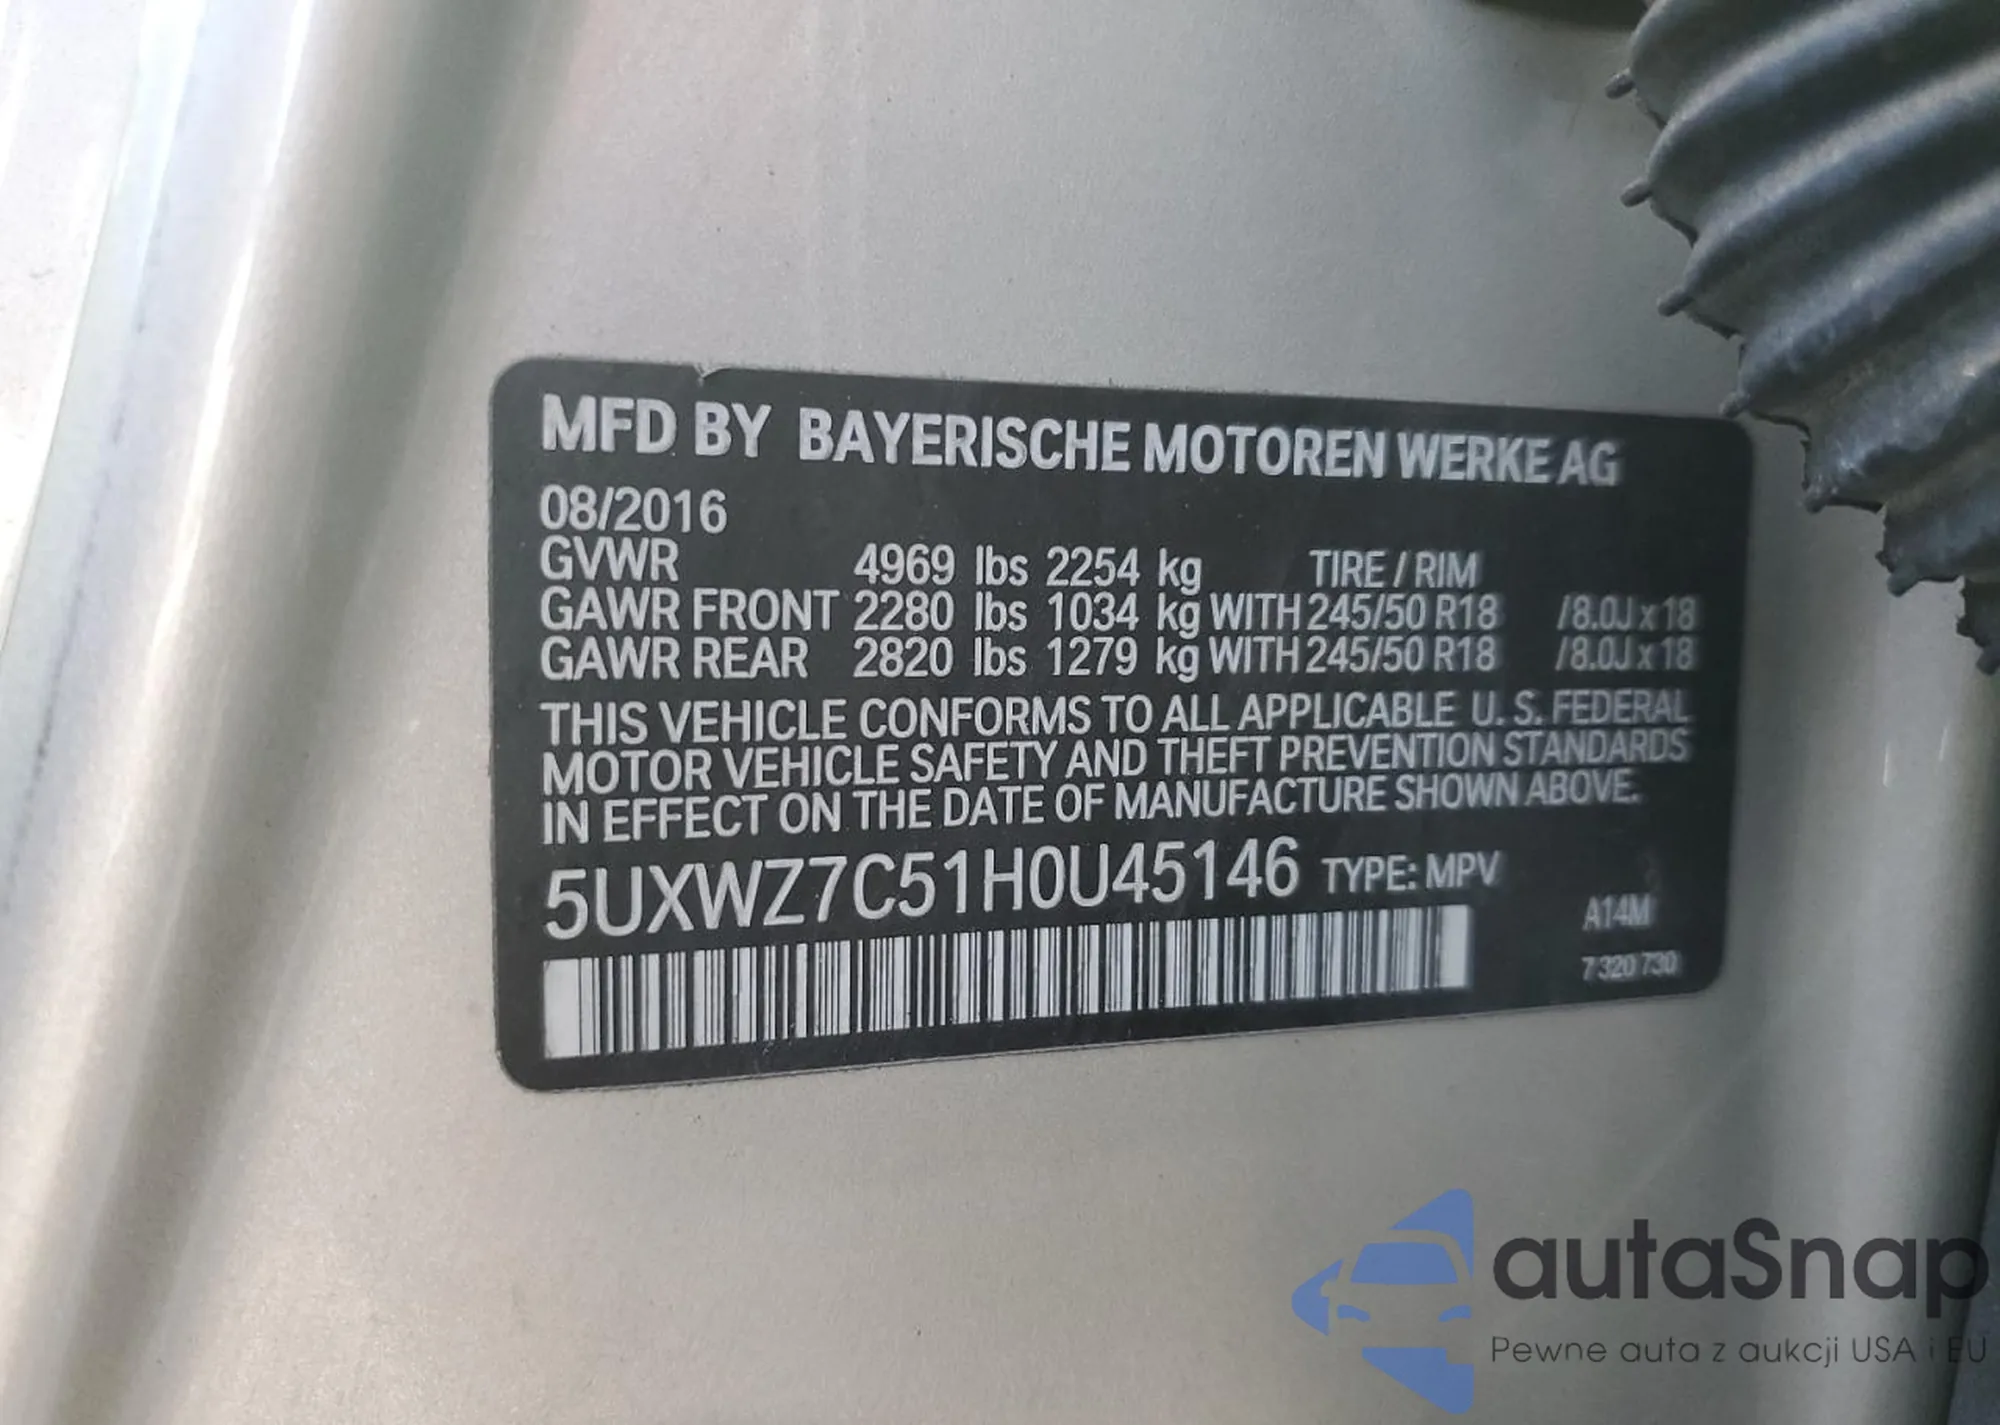 MFD BY BAYERISCHE MOTOREN WERKE AG
08/2016
GVWR 4969 lbs 2254 kg TIRE / RIM
GAWR FRONT 2280 lbs 1034 kg WITH 245/50 R18 /8.0J x 18
GAWR REAR 2820 lbs 1279 kg WITH 245/50 R18 /8.0J x 18
THIS VEHICLE CONFORMS TO ALL APPLICABLE U. S. FEDERAL
MOTOR VEHICLE SAFETY AND THEFT PREVENTION STANDARDS
IN EFFECT ON THE DATE OF MANUFACTURE SHOWN ABOVE.
5UXWZ7C51H0U45146 TYPE: MPV
A14M
7 320 730
autaSnap
Pewne auta z aukcji USA i EU